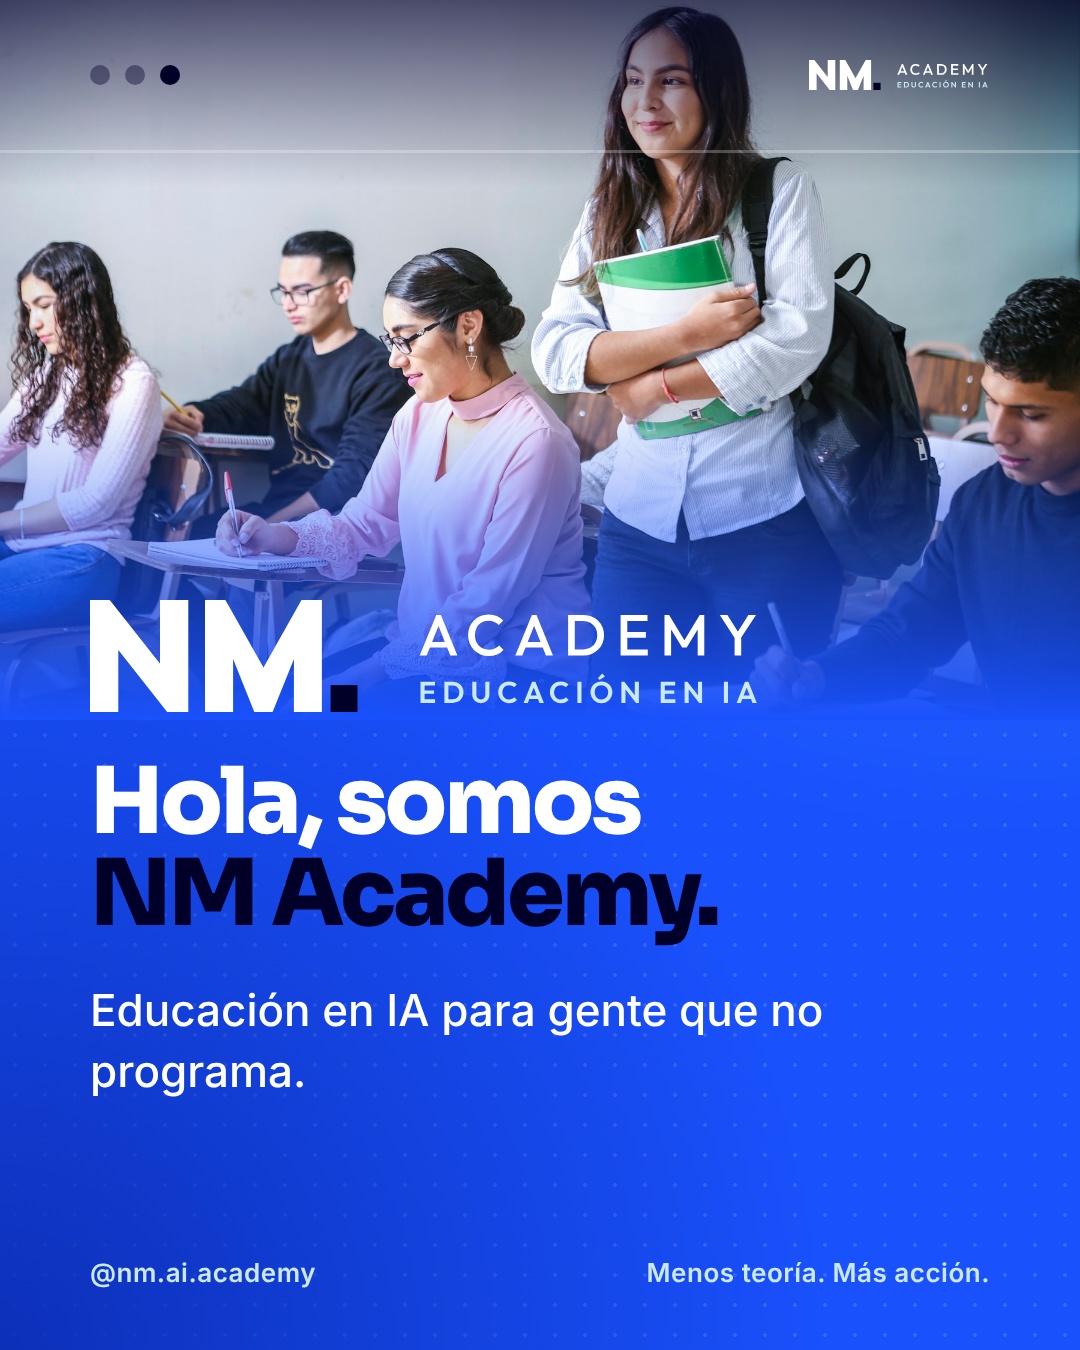 NM. ACADEMY
EDUCACIÓN EN IA
NM. ACADEMY
EDUCACIÓN EN IA
Hola, somos
NM Academy.
Educación en IA para gente que no
programa.
@nm.ai.academy
Menos teoría. Más acción.